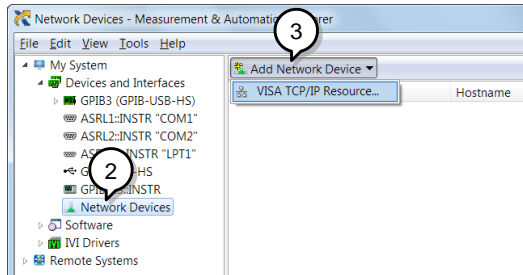 Network Devices - Measurement & Automation Explorer
3
File Edit View Tools Help
My System
Add Network Device
Devices and Interfaces
VISA TCP/IP Resource...
Hostname
GPIB3 (GPIB-USB-HS)
ASRL1::INSTR "COM1"
ASRL2::INSTR "COM2"
INSTR "LPT1"
2
-HS
INSTR
Network Devices
Software
IVI Drivers
Remote Systems